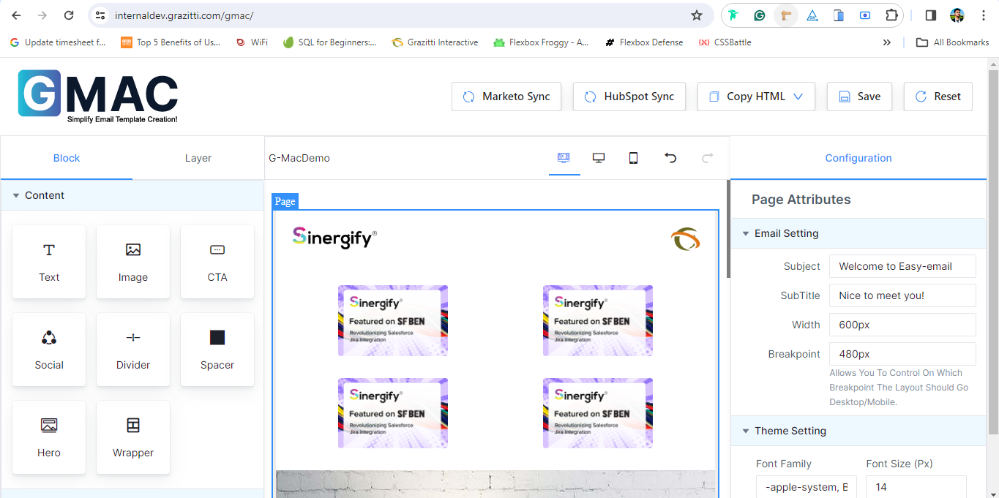 internaldev.grazitti.com/gmac/
Update timesheet f...
Top 5 Benefits of Us...
WiFi
SQL for Beginners:...
Grazitti Interactive
Flexbox Froggy - A...
Flexbox Defense
CSSBattle
All Bookmarks
GMAC
Simplify Email Template Creation!
Marketo Sync
HubSpot Sync
Copy HTML
Save
Reset
Block
Layer
G-MacDemo
Configuration
Content
Text
Image
CTA
Social
Divider
Spacer
Hero
Wrapper
Page
Sinergify®
Sinergify®
Featured on SF BEN
Revolutionizing Salesforce
Jira Integration
Sinergify®
Featured on SF BEN
Revolutionizing Salesforce
Jira Integration
Sinergify®
Featured on SF BEN
Revolutionizing Salesforce
Jira Integration
Sinergify®
Featured on SF BEN
Revolutionizing Salesforce
Jira Integration
Page Attributes
Email Setting
Subject Welcome to Easy-email
SubTitle Nice to meet you!
Width 600px
Breakpoint 480px
Allows You To Control On Which
Breakpoint The Layout Should Go
Desktop/Mobile.
Theme Setting
Font Family Font Size (Px)
-apple-system, B 14